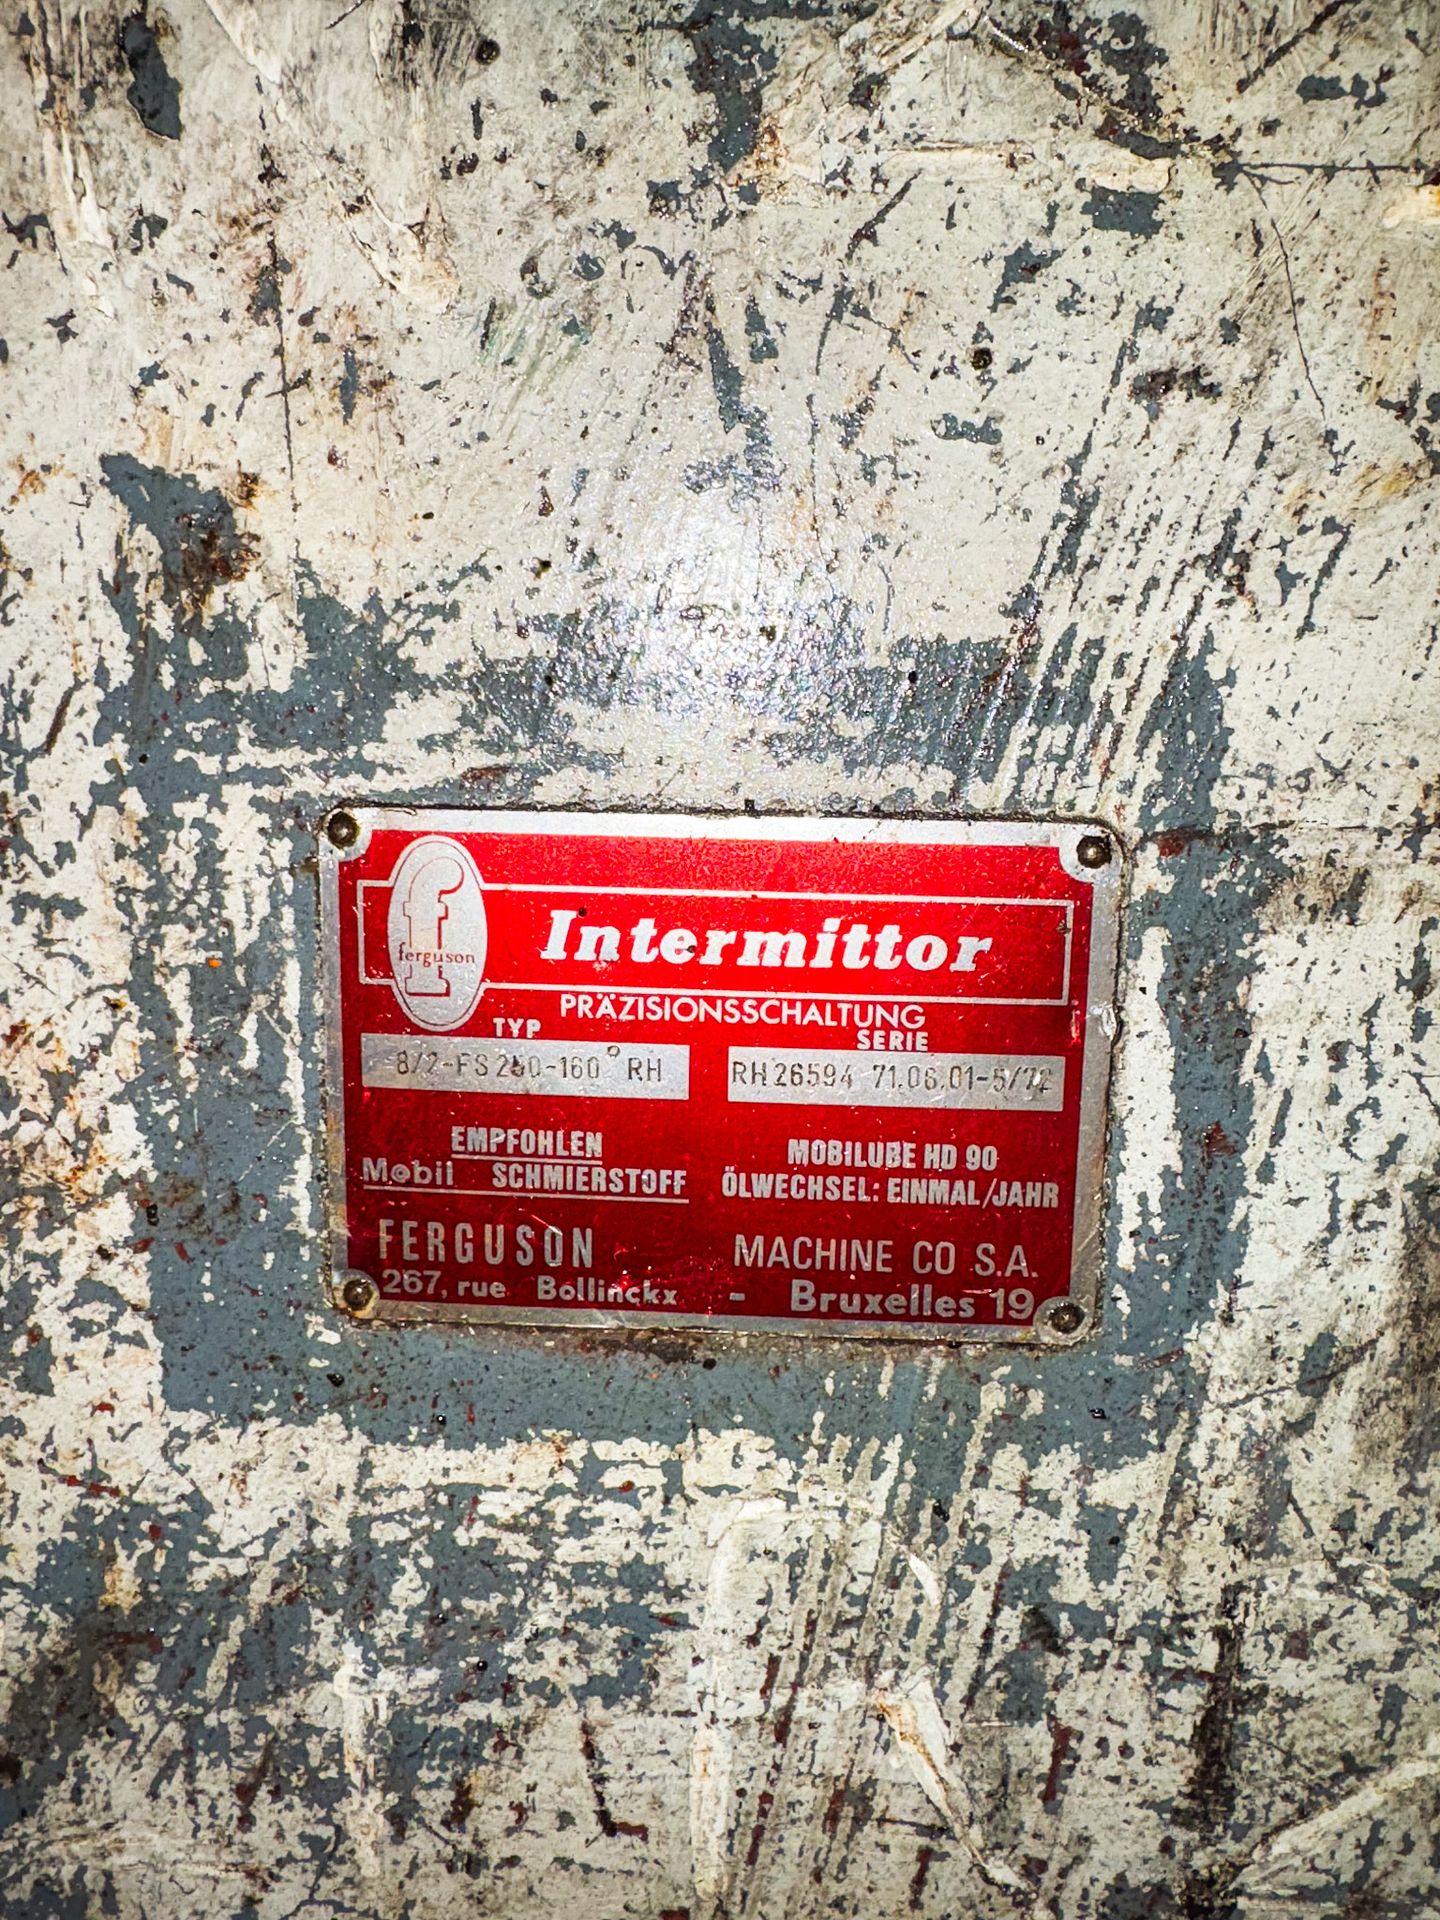 f
ferguson
Intermittor
PRÄZISIONSSCHALTUNG
TYP SERIE
8/2-FS 250-160° RH RH 26594 71.06.01-5/72
EMPFOHLEN MOBILUBE HD 90
Mobil SCHMIERSTOFF ÖLWECHSEL: EINMAL/JAHR
FERGUSON MACHINE CO S.A.
267, rue Bollinckx - Bruxelles 19